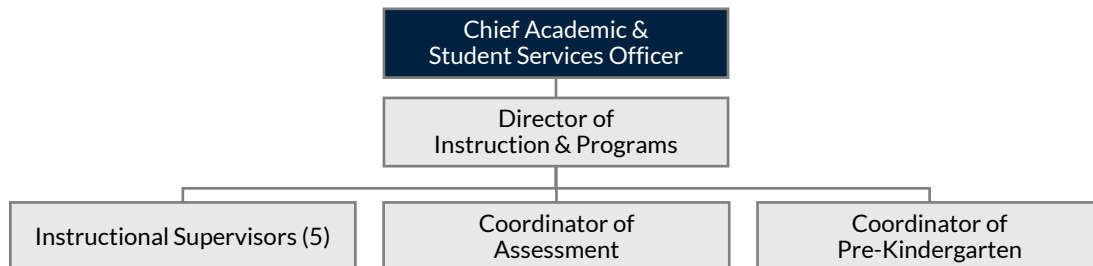 Chief Academic &
Student Services Officer
Director of
Instruction & Programs
Instructional Supervisors (5)
Coordinator of
Assessment
Coordinator of
Pre-Kindergarten